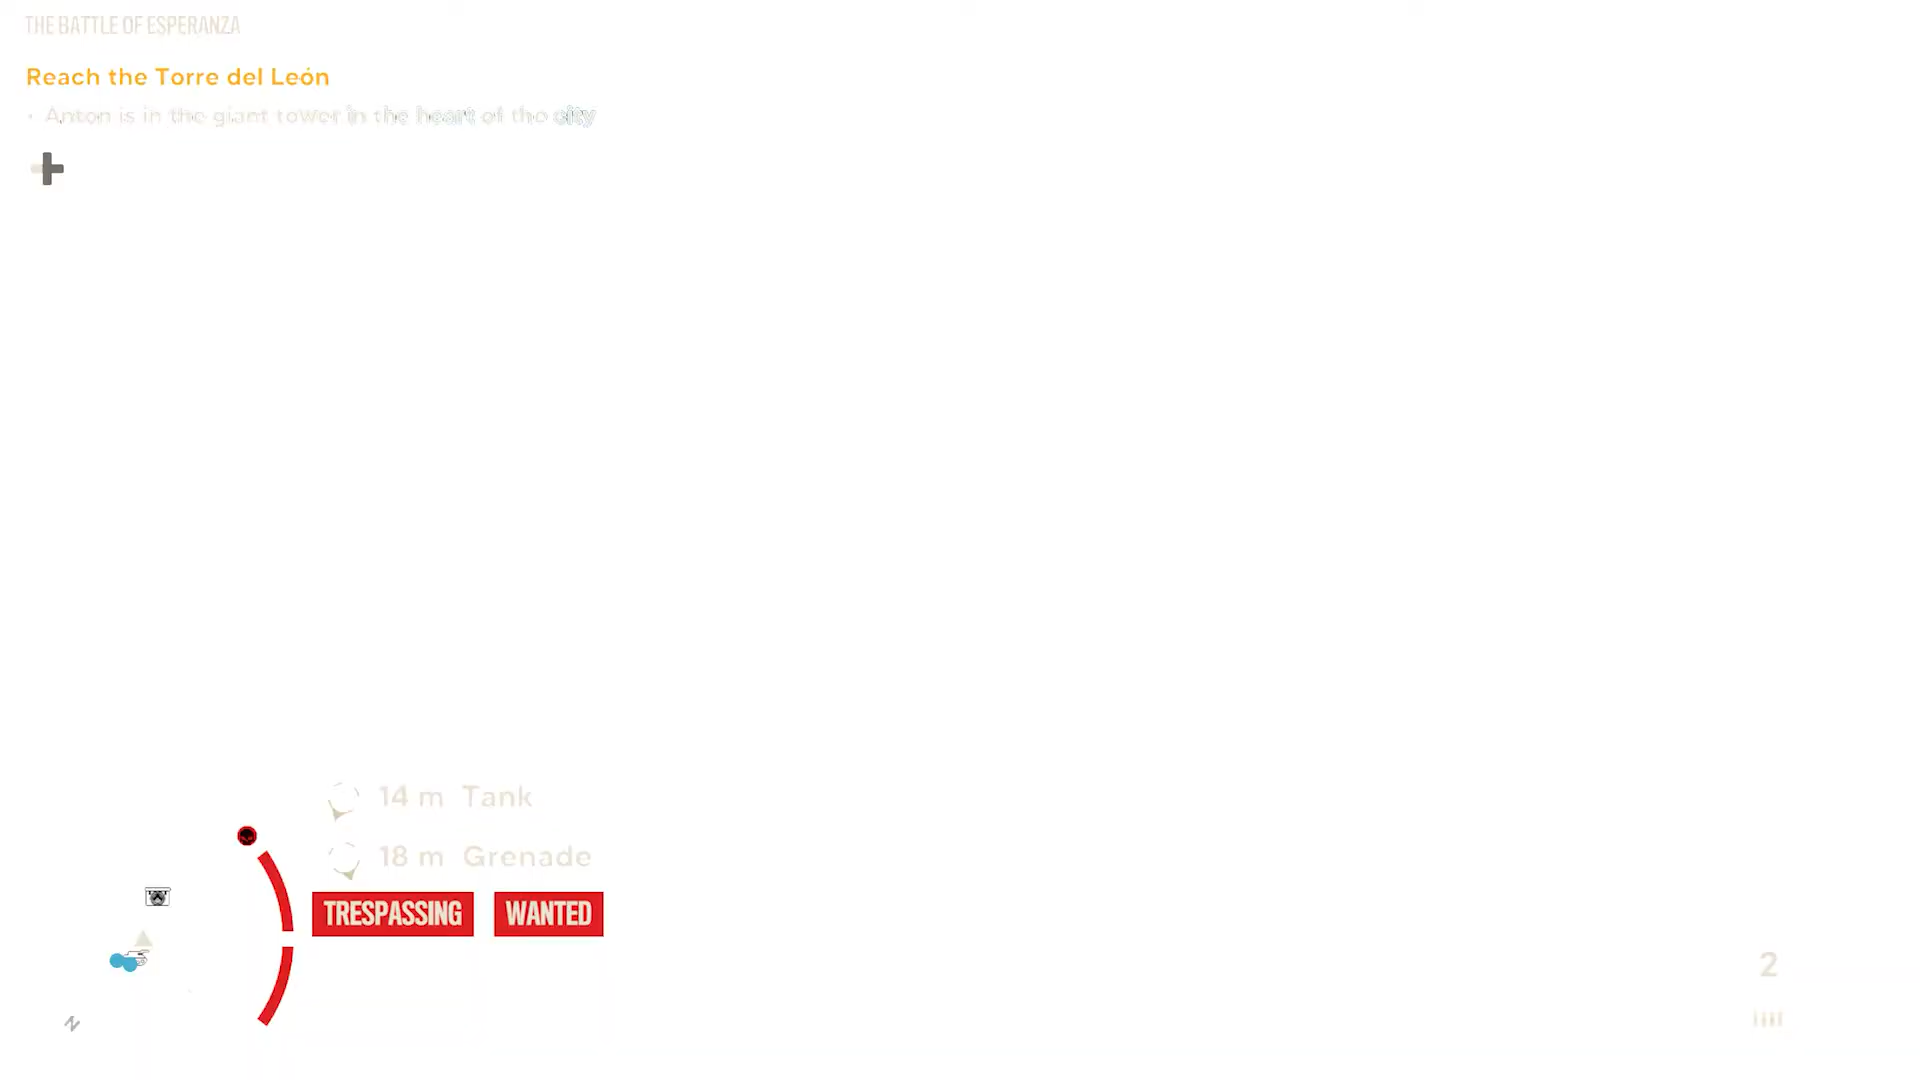 THE BATTLE OF ESPERANZA
Reach the Torre del León
· Anton is in the giant tower in the heart of the city
14 m Tank
18 m Grenade
TRESPASSING WANTED
2
N